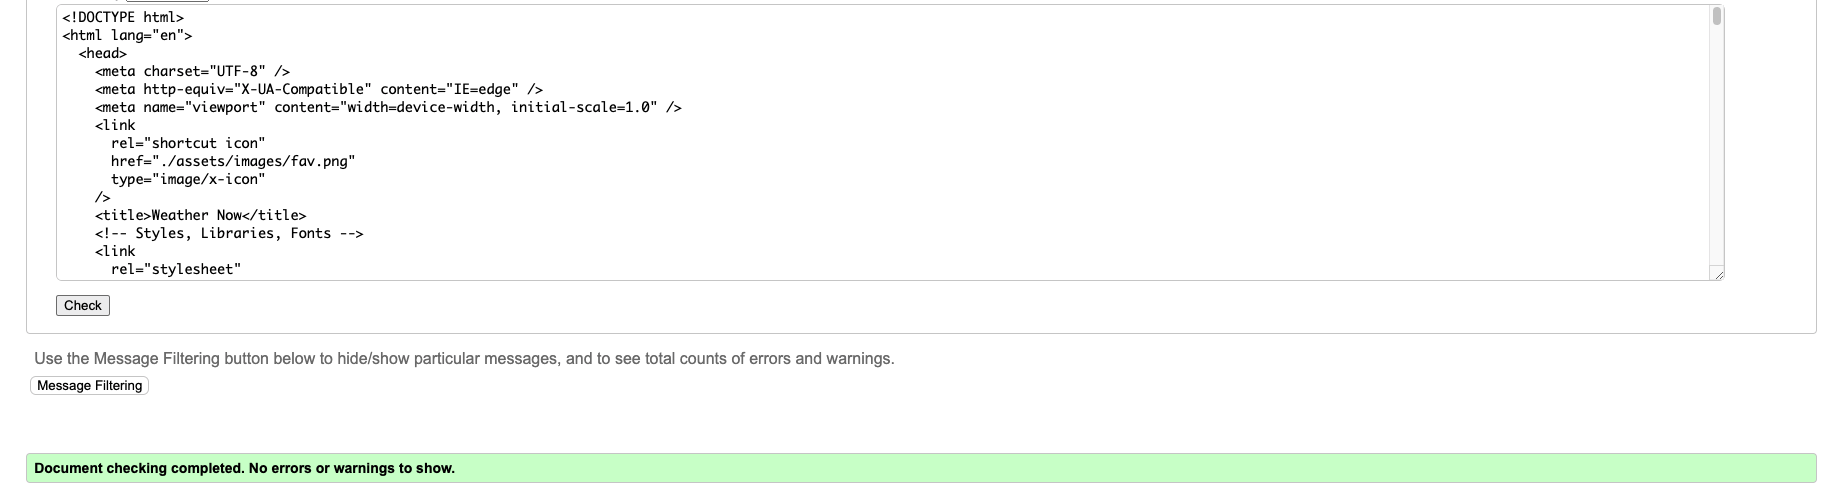 <!DOCTYPE html>
<html lang="en">
  <head>
    <meta charset="UTF-8" />
    <meta http-equiv="X-UA-Compatible" content="IE=edge" />
    <meta name="viewport" content="width=device-width, initial-scale=1.0" />
    <link
      rel="shortcut icon"
      href="./assets/images/fav.png"
      type="image/x-icon"
    />
    <title>Weather Now</title>
    <!-- Styles, Libraries, Fonts -->
    <link
      rel="stylesheet"
Check
Use the Message Filtering button below to hide/show particular messages, and to see total counts of errors and warnings.
Message Filtering
Document checking completed. No errors or warnings to show.